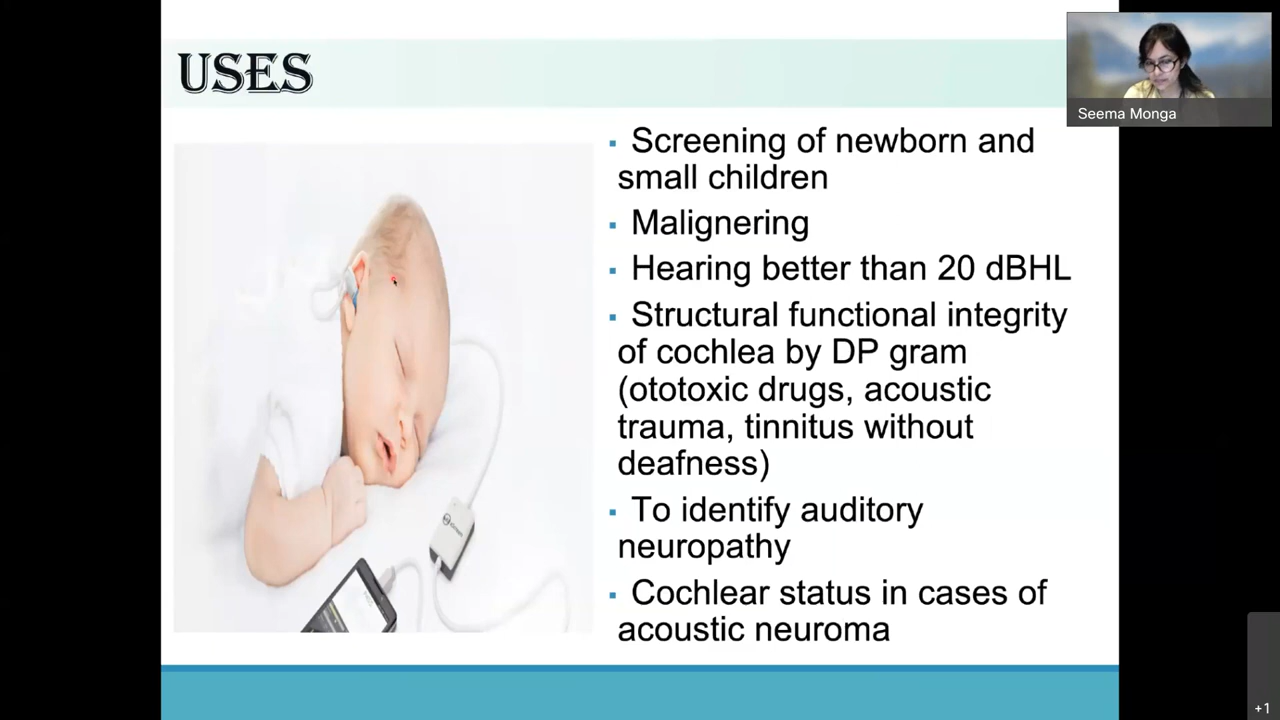 USES
Seema Monga
▪ Screening of newborn and
small children
▪ Malignering
▪ Hearing better than 20 dBHL
▪ Structural functional integrity
of cochlea by DP gram
(ototoxic drugs, acoustic
trauma, tinnitus without
deafness)
▪ To identify auditory
neuropathy
▪ Cochlear status in cases of
acoustic neuroma
+1